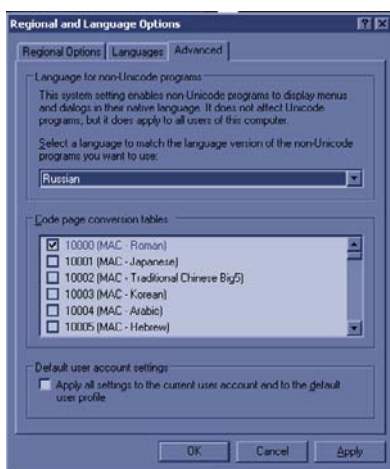 Regional and Language Options
Regional Options
Languages
Advanced
Language for non-Unicode programs
This system setting enables non-Unicode programs to display menus
and dialogs in their native language. It does not affect Unicode
programs, but it does apply to all users of this computer.
Select a language to match the language version of the non-Unicode
programs you want to use:
Russian
Code page conversion tables
10000 (MAC - Roman)
10001 (MAC - Japanese)
10002 (MAC - Traditional Chinese Big5)
10003 (MAC - Korean)
10004 (MAC - Arabic)
10005 (MAC - Hebrew)
Default user account settings
Apply all settings to the current user account and to the default
user profile
OK
Cancel
Apply